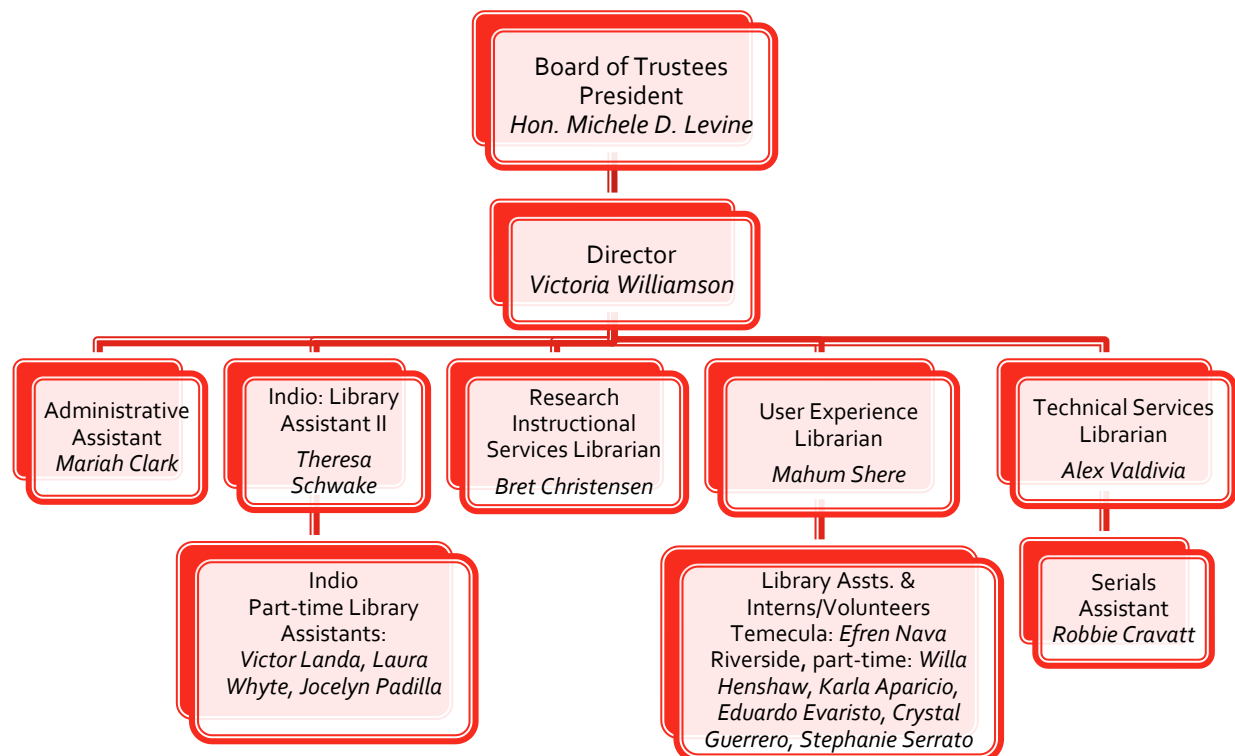 Board of Trustees
President
Hon. Michele D. Levine
Director
Victoria Williamson
Administrative
Assistant
Mariah Clark
Indio: Library
Assistant II
Theresa
Schwake
Research
Instructional
Services Librarian
Bret Christensen
User Experience
Librarian
Mahum Shere
Technical Services
Librarian
Alex Valdivia
Indio
Part-time Library
Assistants:
Victor Landa, Laura
Whyte, Jocelyn Padilla
Library Assts. &
Interns/Volunteers
Temecula: Efren Nava
Riverside, part-time: Willa
Henshaw, Karla Aparicio,
Eduardo Evaristo, Crystal
Guerrero, Stephanie Serrato
Serials
Assistant
Robbie Cravatt